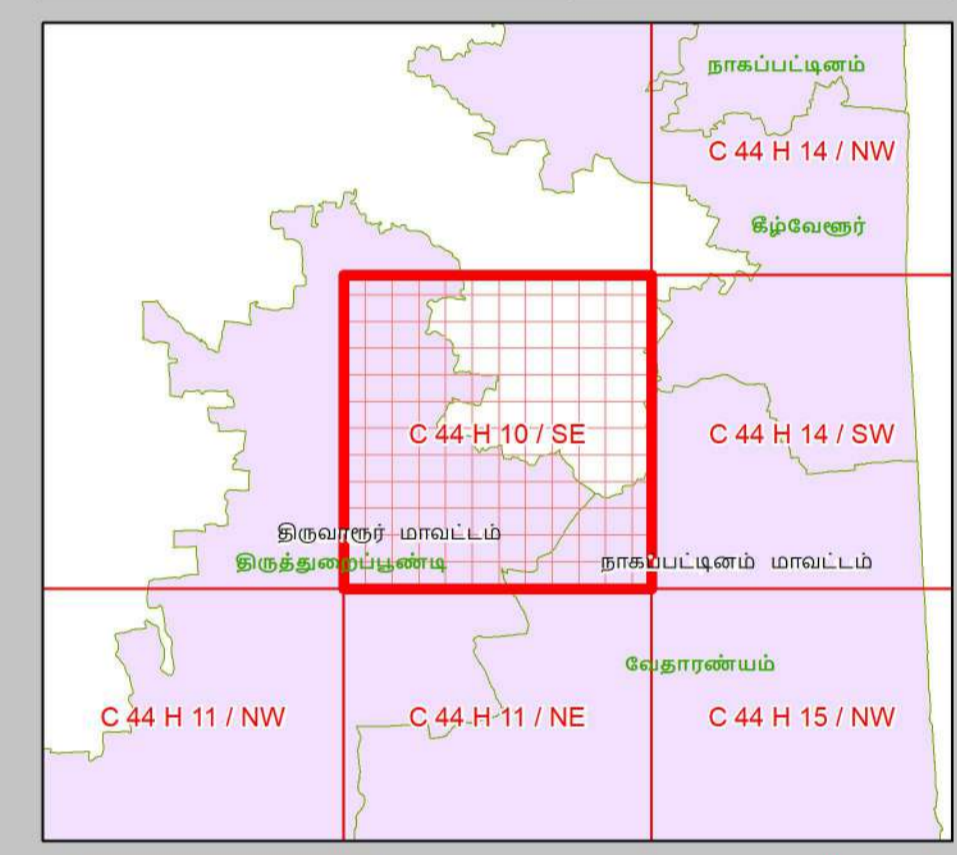 நாகப்பட்டினம்
C 44 H 14 / NW
கீழ்வேளூர்
C 44 H 10 / SE
C 44 H 14 / SW
திருவாரூர் மாவட்டம்
திருத்துறைப்பூண்டி
நாகப்பட்டினம் மாவட்டம்
வேதாரண்யம்
C 44 H 11 / NW
C 44 H 11 / NE
C 44 H 15 / NW